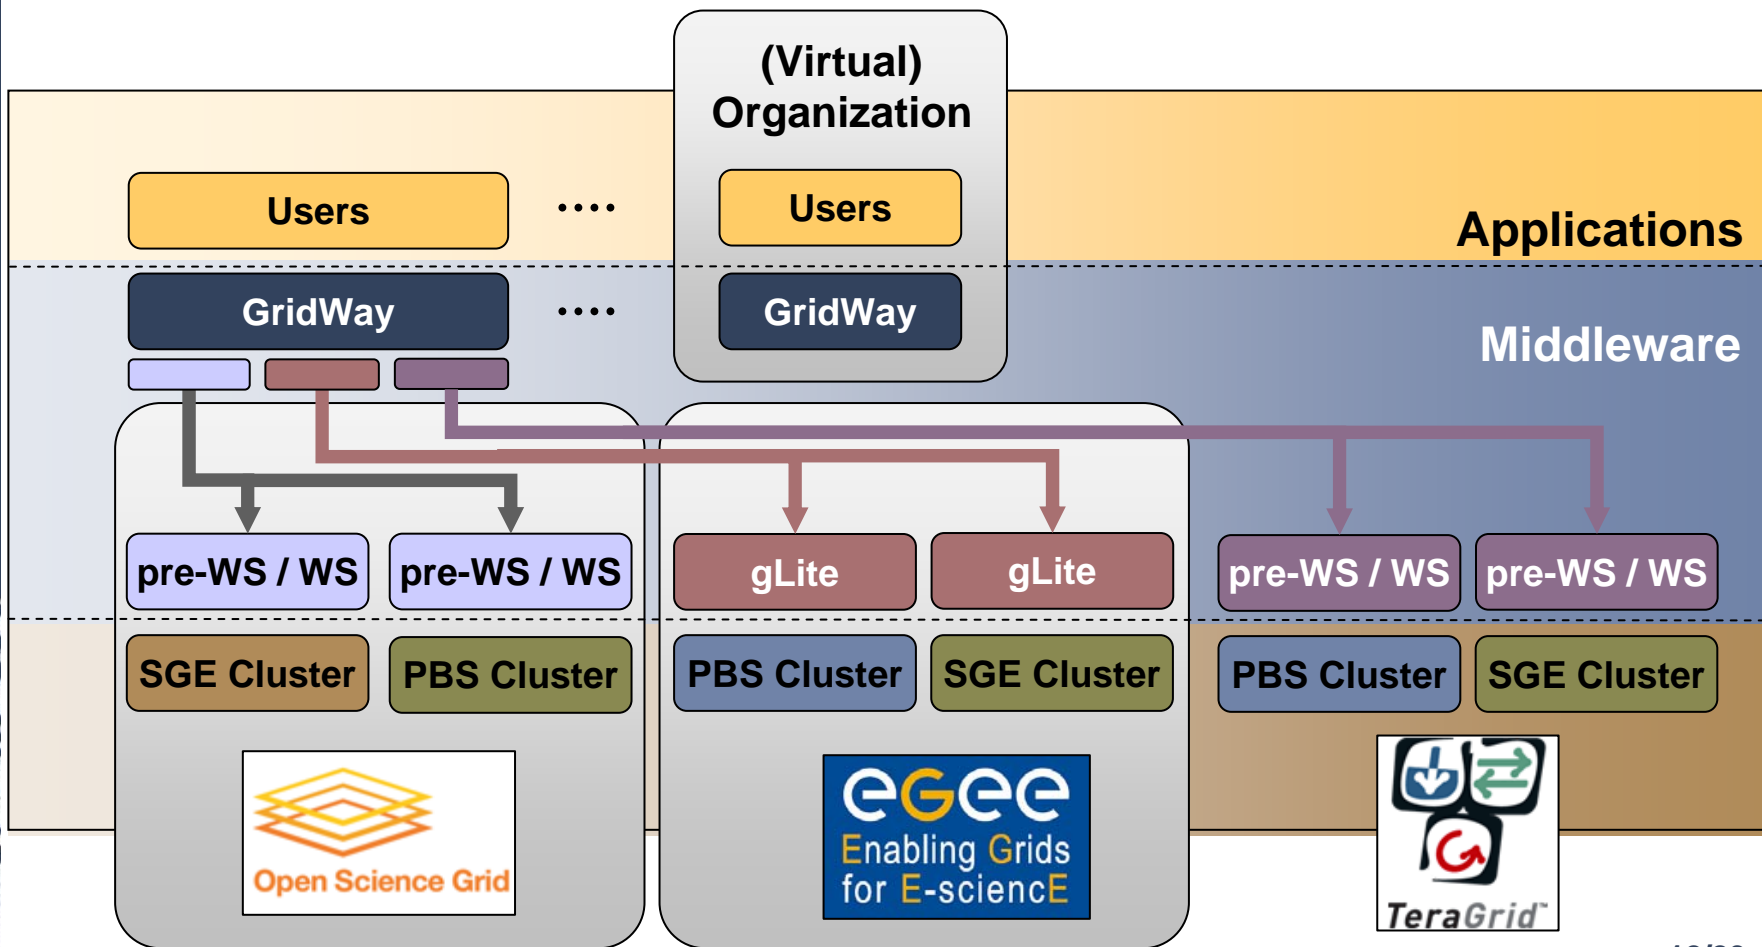 (Virtual)
Organization
Users
....
Users
Applications
GridWay
....
GridWay
Middleware
pre-WS / WS
pre-WS / WS
gLite
gLite
pre-WS / WS
pre-WS / WS
SGE Cluster
PBS Cluster
PBS Cluster
SGE Cluster
PBS Cluster
SGE Cluster
Open Science Grid
eGee
Enabling Grids
for E-sciencE
TeraGrid™